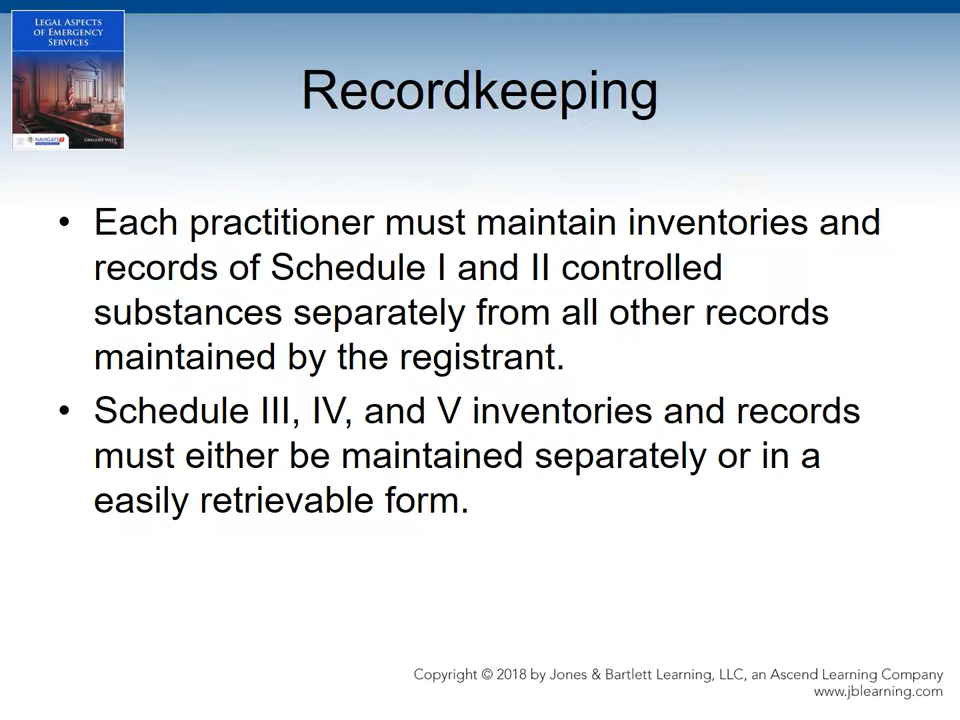 LEGAL ASPECTS
OF EMERGENCY
SERVICES
NAVIGATE
GREGORY WEST
Recordkeeping
• Each practitioner must maintain inventories and
records of Schedule I and II controlled
substances separately from all other records
maintained by the registrant.
• Schedule III, IV, and V inventories and records
must either be maintained separately or in a
easily retrievable form.
Copyright © 2018 by Jones & Bartlett Learning, LLC, an Ascend Learning Company
www.jblearning.com